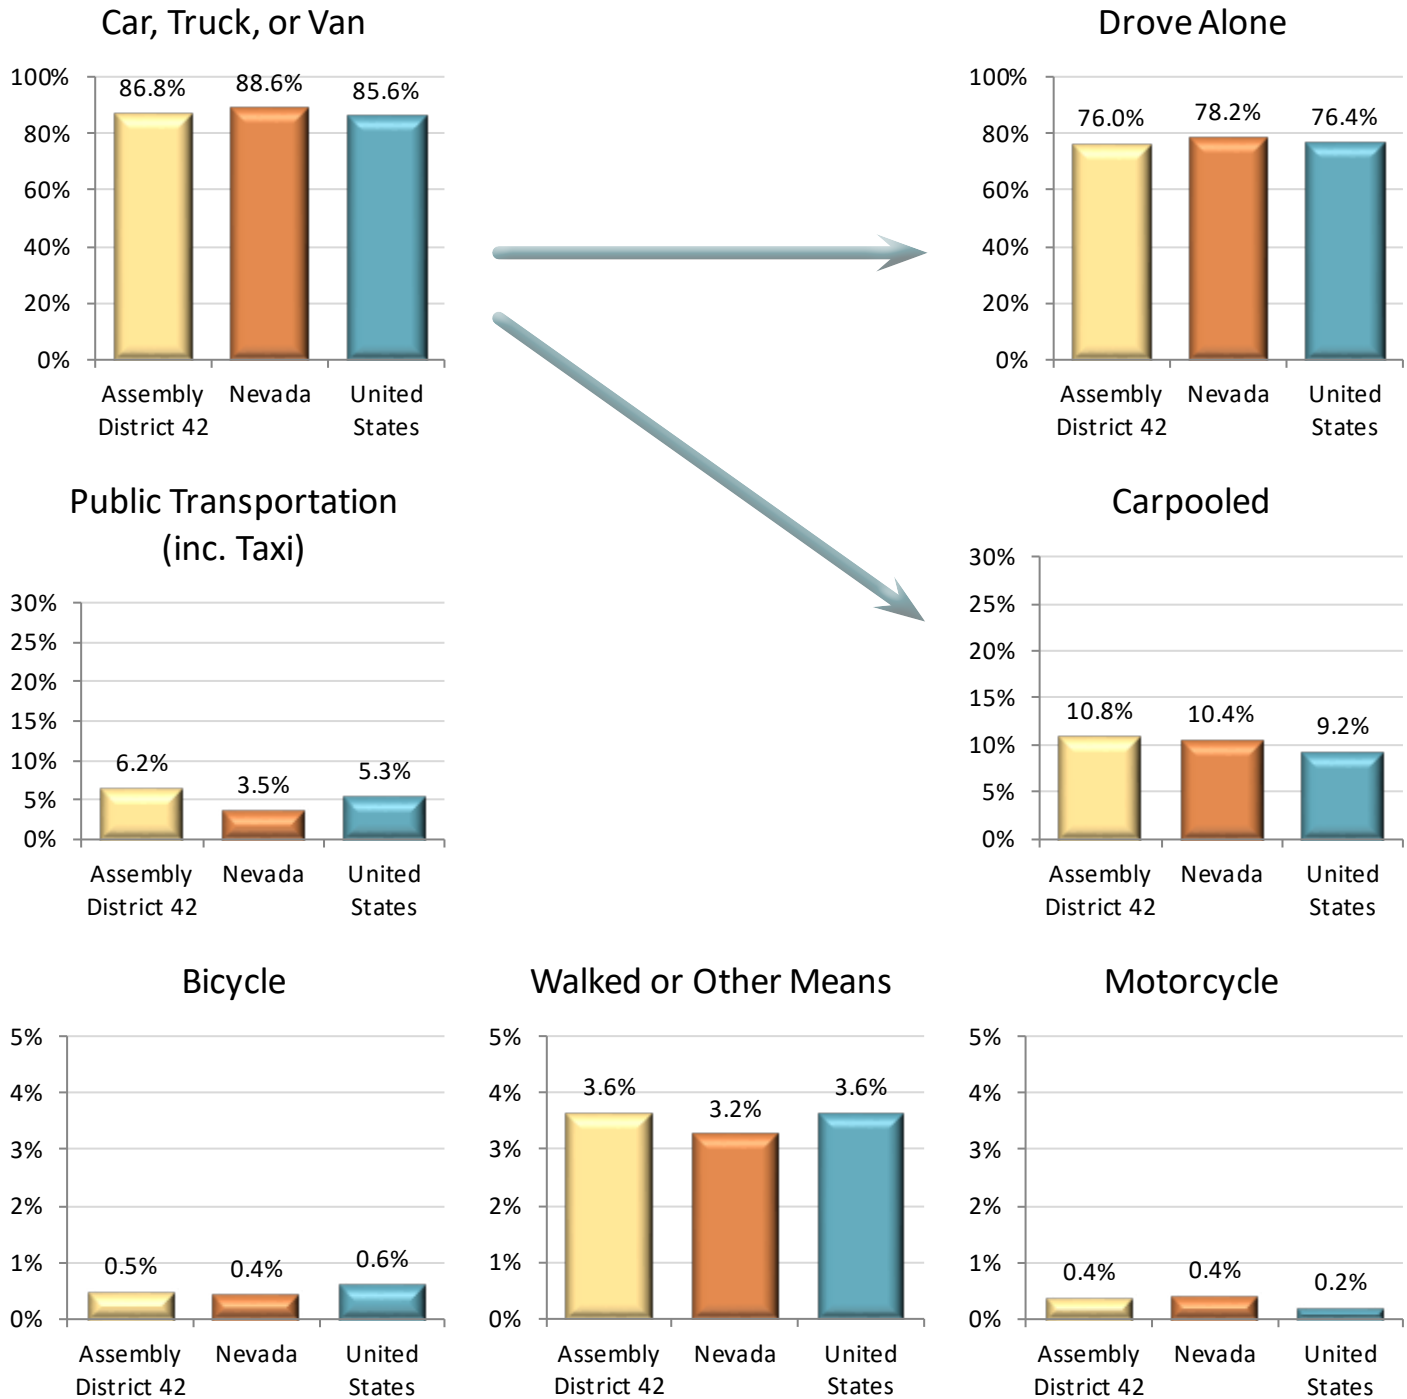 Car, Truck, or Van
100%
80%
60%
40%
20%
0%
86.8%
88.6%
85.6%
Assembly
District 42
Nevada
United
States
Drove Alone
100%
80%
60%
40%
20%
0%
76.0%
78.2%
76.4%
Assembly
District 42
Nevada
United
States
Public Transportation
(inc. Taxi)
30%
25%
20%
15%
10%
5%
0%
6.2%
3.5%
5.3%
Assembly
District 42
Nevada
United
States
Carpooled
30%
25%
20%
15%
10%
5%
0%
10.8%
10.4%
9.2%
Assembly
District 42
Nevada
United
States
Bicycle
5%
4%
3%
2%
1%
0%
0.5%
0.4%
0.6%
Assembly
District 42
Nevada
United
States
Walked or Other Means
5%
4%
3%
2%
1%
0%
3.6%
3.2%
3.6%
Assembly
District 42
Nevada
United
States
Motorcycle
5%
4%
3%
2%
1%
0%
0.4%
0.4%
0.2%
Assembly
District 42
Nevada
United
States